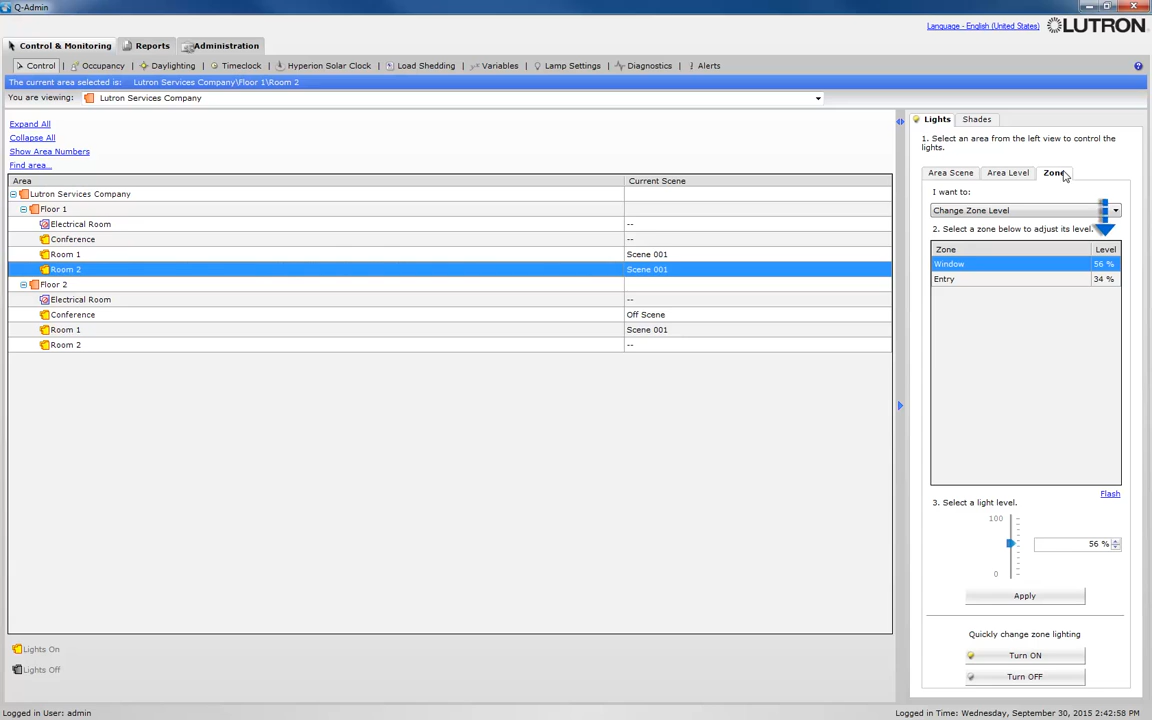 Q-Admin
Language - English (United States) LUTRON
Control & Monitoring Reports Administration
Control Occupancy Daylighting Timeclock Hyperion Solar Clock Load Shedding Variables Lamp Settings Diagnostics Alerts
The current area selected is: Lutron Services Company\Floor 1\Room 2
You are viewing: Lutron Services Company
Expand All
Collapse All
Show Area Numbers
Find area...
Area Current Scene
Lutron Services Company
Floor 1
Electrical Room --
Conference --
Room 1 Scene 001
Room 2 Scene 001
Floor 2
Electrical Room --
Conference Off Scene
Room 1 Scene 001
Room 2 --
Lights On
Lights Off
Lights Shades
1. Select an area from the left view to control the
lights.
Area Scene Area Level Zone
I want to:
Change Zone Level
2. Select a zone below to adjust its level.
Zone Level
Window 56 %
Entry 34 %
Flash
3. Select a light level.
100
56 %
0
Apply
Quickly change zone lighting
Turn ON
Turn OFF
Logged in User: admin
Logged in Time: Wednesday, September 30, 2015 2:42:58 PM